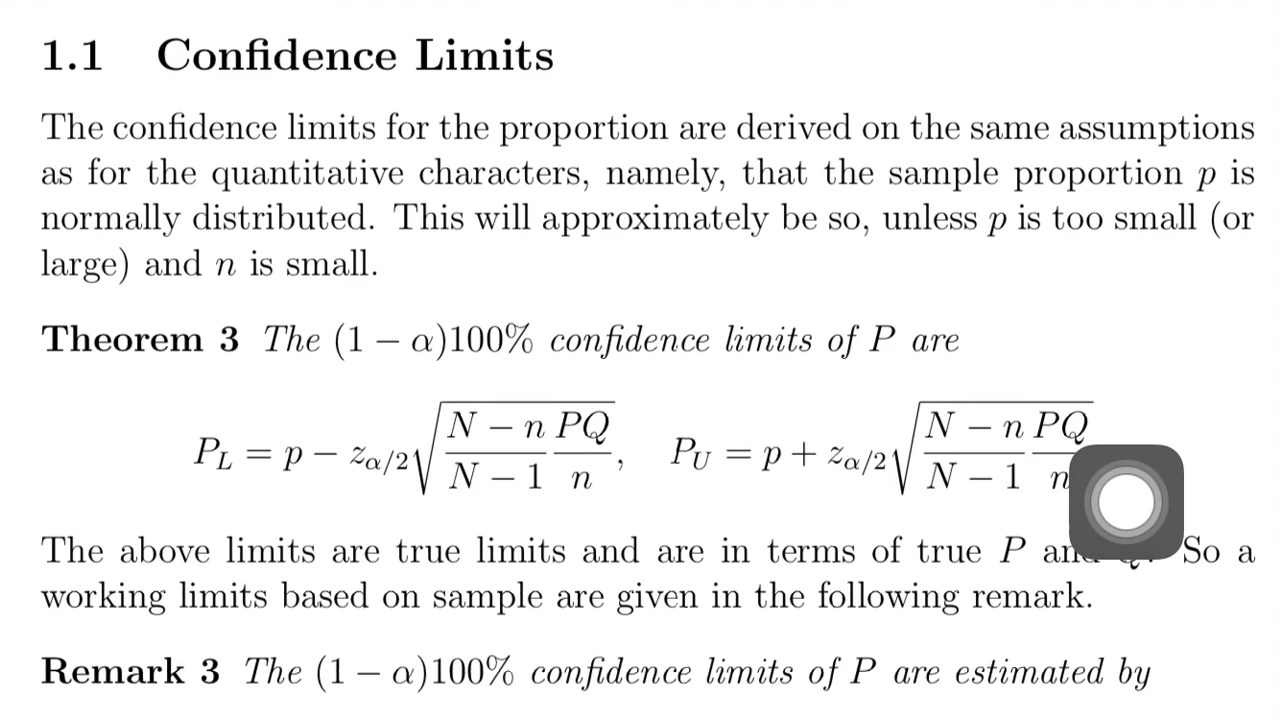 1.1 Confidence Limits
The confidence limits for the proportion are derived on the same assumptions
as for the quantitative characters, namely, that the sample proportion p is
normally distributed. This will approximately be so, unless p is too small (or
large) and n is small.
Theorem 3 The (1 − α)100% confidence limits of P are
P_L = p − z_{α/2}√((N − n)/(N − 1) PQ/n), P_U = p + z_{α/2}√((N − n)/(N − 1) PQ/n)
The above limits are true limits and are in terms of true P and So a
working limits based on sample are given in the following remark.
Remark 3 The (1 − α)100% confidence limits of P are estimated by